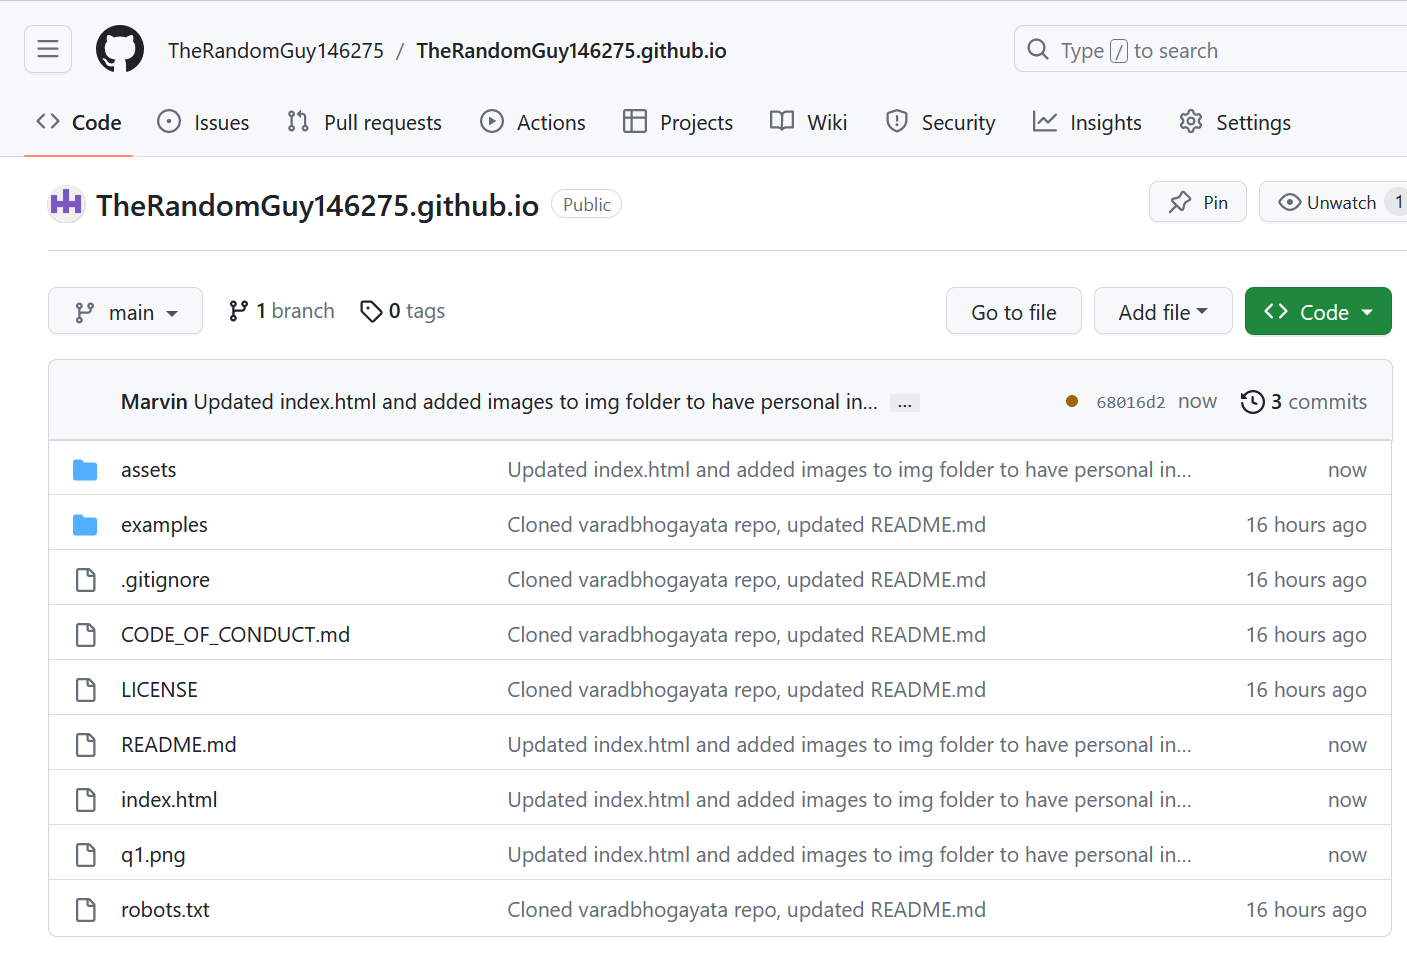 TheRandomGuy146275 / TheRandomGuy146275.github.io
Type / to search
Code Issues Pull requests Actions Projects Wiki Security Insights Settings
TheRandomGuy146275.github.io Public
Pin Unwatch 1
main 1 branch 0 tags
Go to file Add file Code
Marvin Updated index.html and added images to img folder to have personal in... ... 68016d2 now 3 commits
assets Updated index.html and added images to img folder to have personal in... now
examples Cloned varadbhogayata repo, updated README.md 16 hours ago
.gitignore Cloned varadbhogayata repo, updated README.md 16 hours ago
CODE_OF_CONDUCT.md Cloned varadbhogayata repo, updated README.md 16 hours ago
LICENSE Cloned varadbhogayata repo, updated README.md 16 hours ago
README.md Updated index.html and added images to img folder to have personal in... now
index.html Updated index.html and added images to img folder to have personal in... now
q1.png Updated index.html and added images to img folder to have personal in... now
robots.txt Cloned varadbhogayata repo, updated README.md 16 hours ago